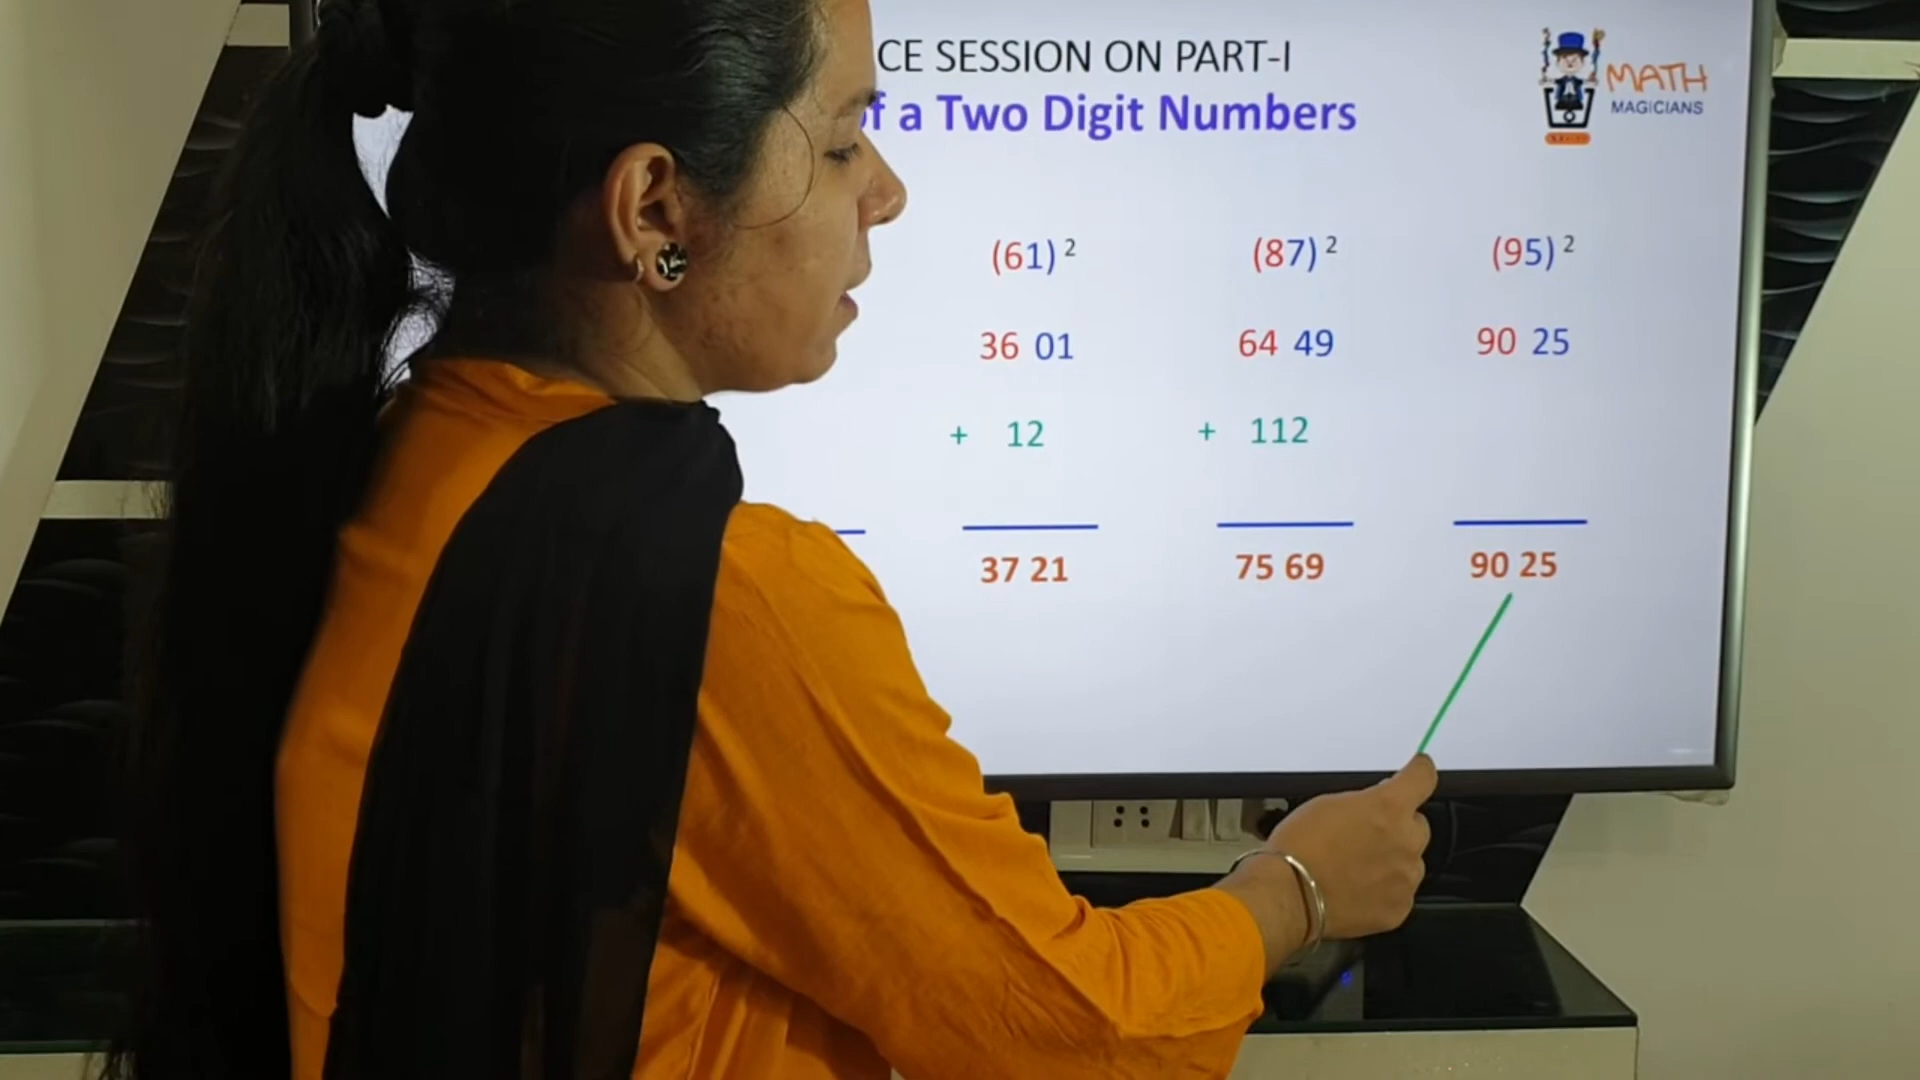 CE SESSION ON PART-I
of a Two Digit Numbers
MATH
MAGICIANS
(61) 2 (87) 2 (95) 2
36 01 64 49 90 25
+ 12 + 112
37 21 75 69 90 25